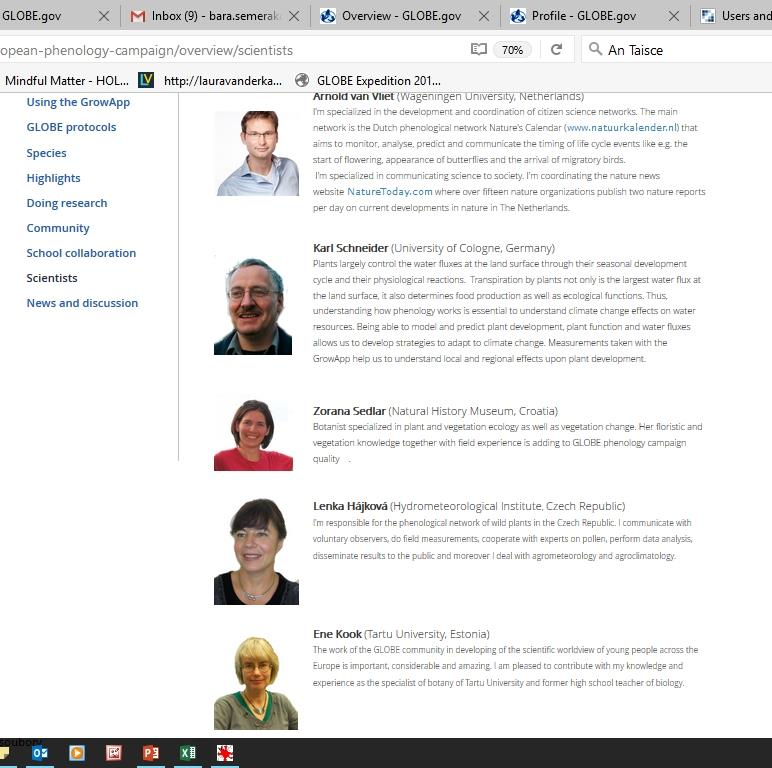 GLOBE.gov
Inbox (9) - bara.semerak
Overview - GLOBE.gov
Profile - GLOBE.gov
Users and
opean-phenology-campaign/overview/scientists
70%
An Taisce
Mindful Matter - HOL...
LV
http://lauravanderka...
GLOBE Expedition 201...
Using the GrowApp
GLOBE protocols
Species
Highlights
Doing research
Community
School collaboration
Scientists
News and discussion
Arnold van Vliet (Wageningen University, Netherlands)
I'm specialized in the development and coordination of citizen science networks. The main
network is the Dutch phenological network Nature's Calendar (www.natuurkalender.nl) that
aims to monitor, analyse, predict and communicate the timing of life cycle events like e.g. the
start of flowering, appearance of butterflies and the arrival of migratory birds.
I'm specialized in communicating science to society. I'm coordinating the nature news
website NatureToday.com where over fifteen nature organizations publish two nature reports
per day on current developments in nature in The Netherlands.
Karl Schneider (University of Cologne, Germany)
Plants largely control the water fluxes at the land surface through their seasonal development
cycle and their physiological reactions. Transpiration by plants not only is the largest water flux at
the land surface, it also determines food production as well as ecological functions. Thus,
understanding how phenology works is essential to understand climate change effects on water
resources. Being able to model and predict plant development, plant function and water fluxes
allows us to develop strategies to adapt to climate change. Measurements taken with the
GrowApp help us to understand local and regional effects upon plant development.
Zorana Sedlar (Natural History Museum, Croatia)
Botanist specialized in plant and vegetation ecology as well as vegetation change. Her floristic and
vegetation knowledge together with field experience is adding to GLOBE phenology campaign
quality .
Lenka Hájková (Hydrometeorological Institute, Czech Republic)
I'm responsible for the phenological network of wild plants in the Czech Republic. I communicate with
voluntary observers, do field measurements, cooperate with experts on pollen, perform data analysis,
disseminate results to the public and moreover I deal with agrometeorology and agroclimatology.
Ene Kook (Tartu University, Estonia)
The work of the GLOBE community in developing of the scientific worldview of young people across the
Europe is important, considerable and amazing. I am pleased to contribute with my knowledge and
experience as the specialist of botany of Tartu University and former high school teacher of biology.
soubory